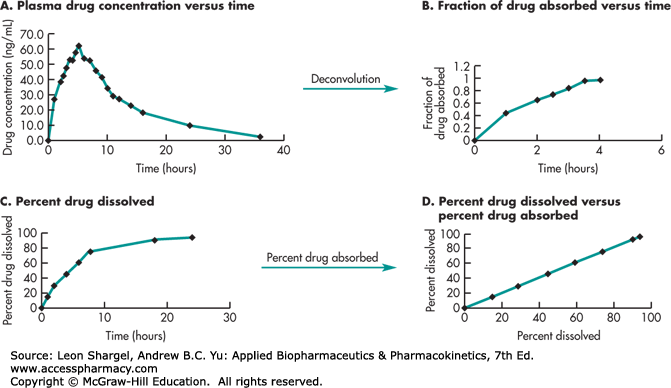 A. Plasma drug concentration versus time
Drug concentration (ng/mL)
70.0
60.0
50.0
40.0
30.0
20.0
10.0
0.0
0
10
20
30
40
Time (hours)
Deconvolution
B. Fraction of drug absorbed versus time
Fraction of
drug absorbed
1.2
1
0.8
0.6
0.4
0.2
0
0
2
4
6
Time (hours)
C. Percent drug dissolved
Percent drug dissolved
100
80
60
40
20
0
0
10
20
30
Time (hours)
Percent drug absorbed
D. Percent drug dissolved versus
percent drug absorbed
Percent dissolved
100
80
60
40
20
0
0
20
40
60
80
100
Percent dissolved
Source: Leon Shargel, Andrew B.C. Yu: Applied Biopharmaceutics & Pharmacokinetics, 7th Ed.
www.accesspharmacy.com
Copyright © McGraw-Hill Education. All rights reserved.